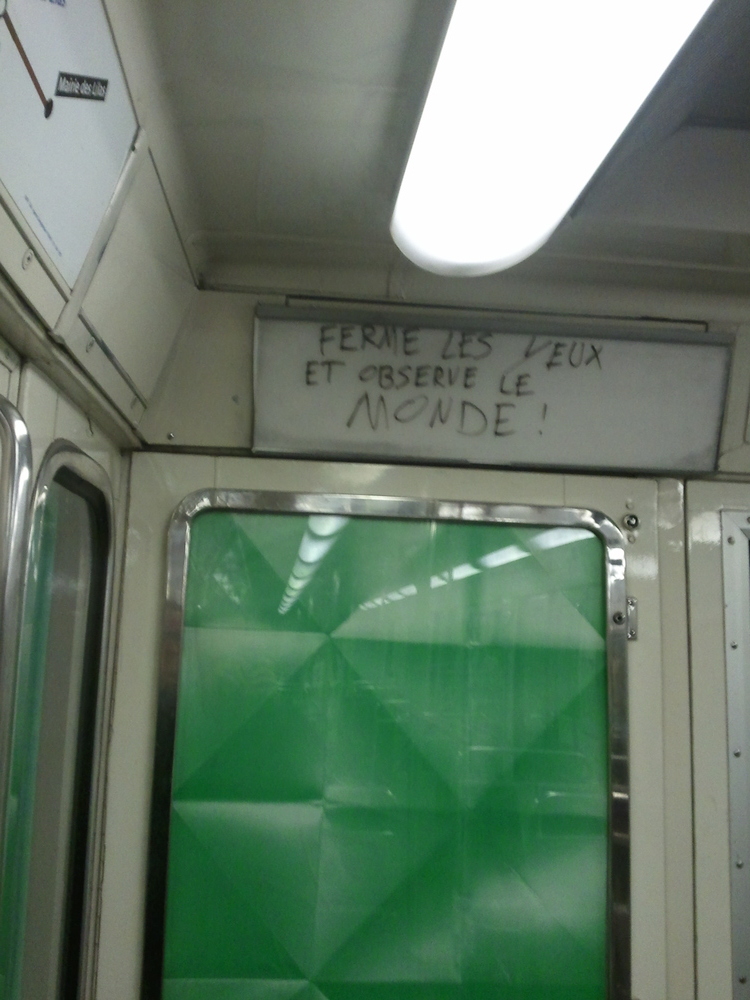 Mairie des Lilas
FERME LES YEUX
ET OBSERVE LE
MONDE !